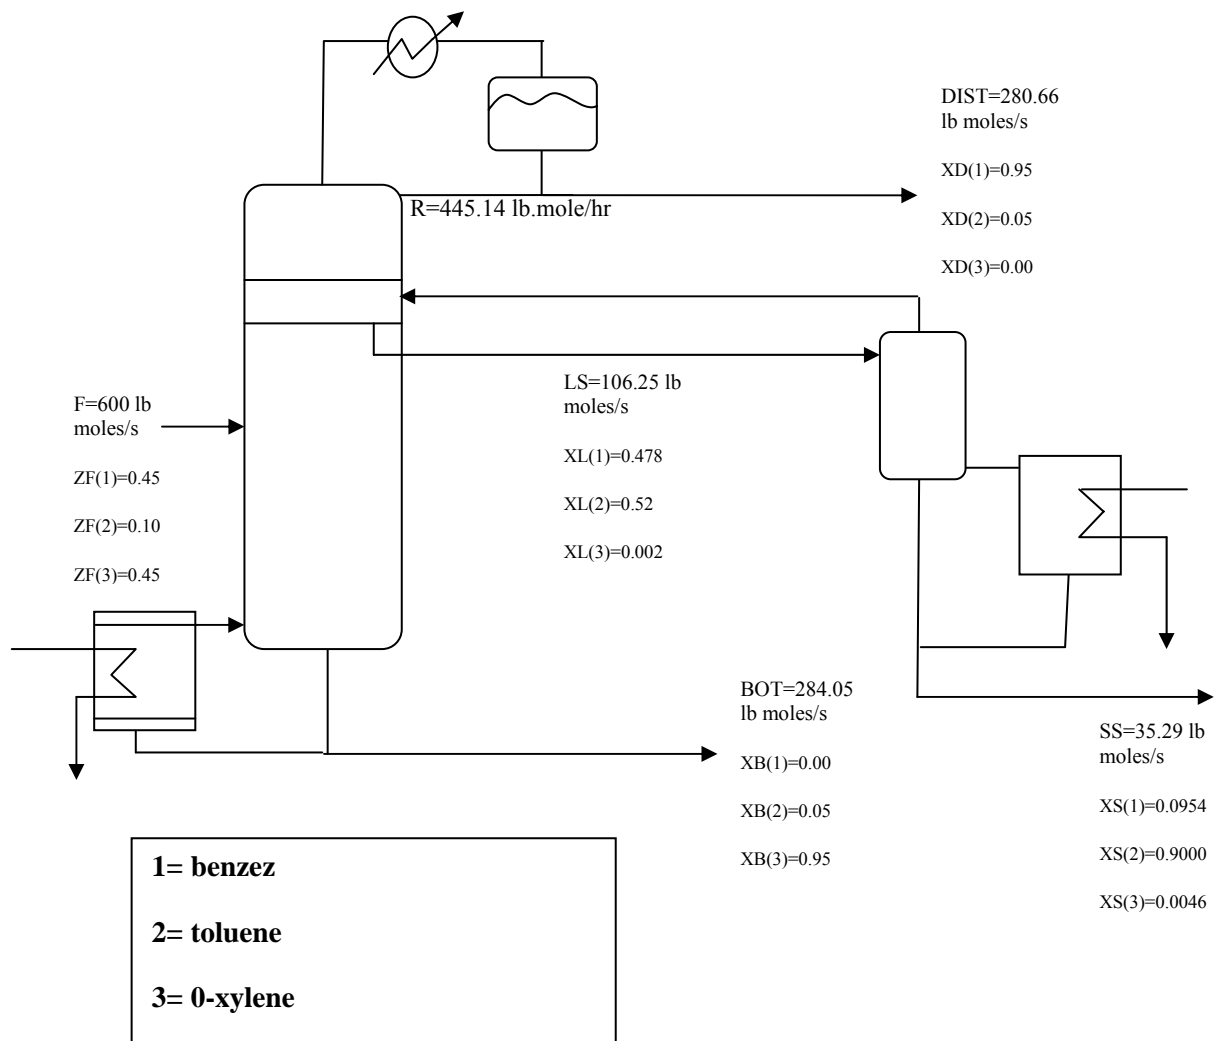 DIST=280.66
lb moles/s
XD(1)=0.95
XD(2)=0.05
XD(3)=0.00
R=445.14 lb.mole/hr
LS=106.25 lb
moles/s
XL(1)=0.478
XL(2)=0.52
XL(3)=0.002
F=600 lb
moles/s
ZF(1)=0.45
ZF(2)=0.10
ZF(3)=0.45
BOT=284.05
lb moles/s
XB(1)=0.00
XB(2)=0.05
XB(3)=0.95
SS=35.29 lb
moles/s
XS(1)=0.0954
XS(2)=0.9000
XS(3)=0.0046
1= benzez
2= toluene
3= 0-xylene